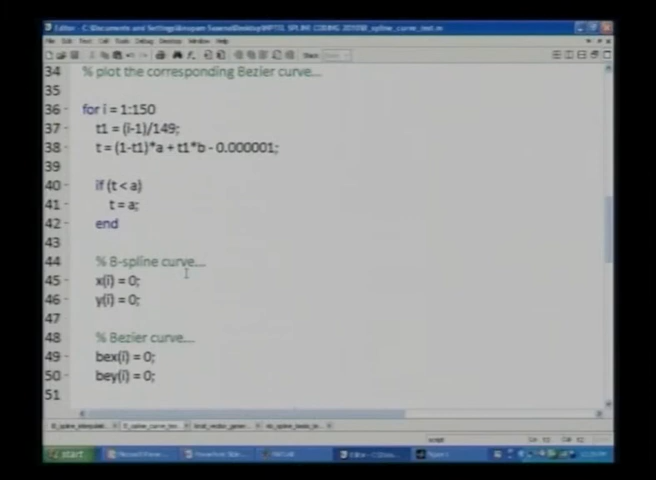 34 % plot the corresponding Bezier curve...
35
36 for i = 1:150
37 t1 = (i-1)/149;
38 t = (1-t1)*a + t1*b - 0.000001;
39
40 if (t < a)
41 t = a;
42 end
43
44 % B-spline curve...
45 x(i) = 0;
46 y(i) = 0;
47
48 % Bezier curve...
49 bex(i) = 0;
50 bey(i) = 0;
51
script
start